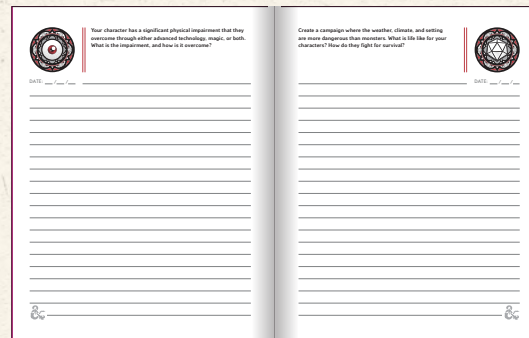 Your character has a significant physical impairment that they
overcome through either advanced technology, magic, or both.
What is the impairment, and how is it overcome?
DATE: __ /__ /__
Create a campaign where the weather, climate, and setting
are more dangerous than monsters. What is life like for your
characters? How do they fight for survival?
DATE: __ /__ /__